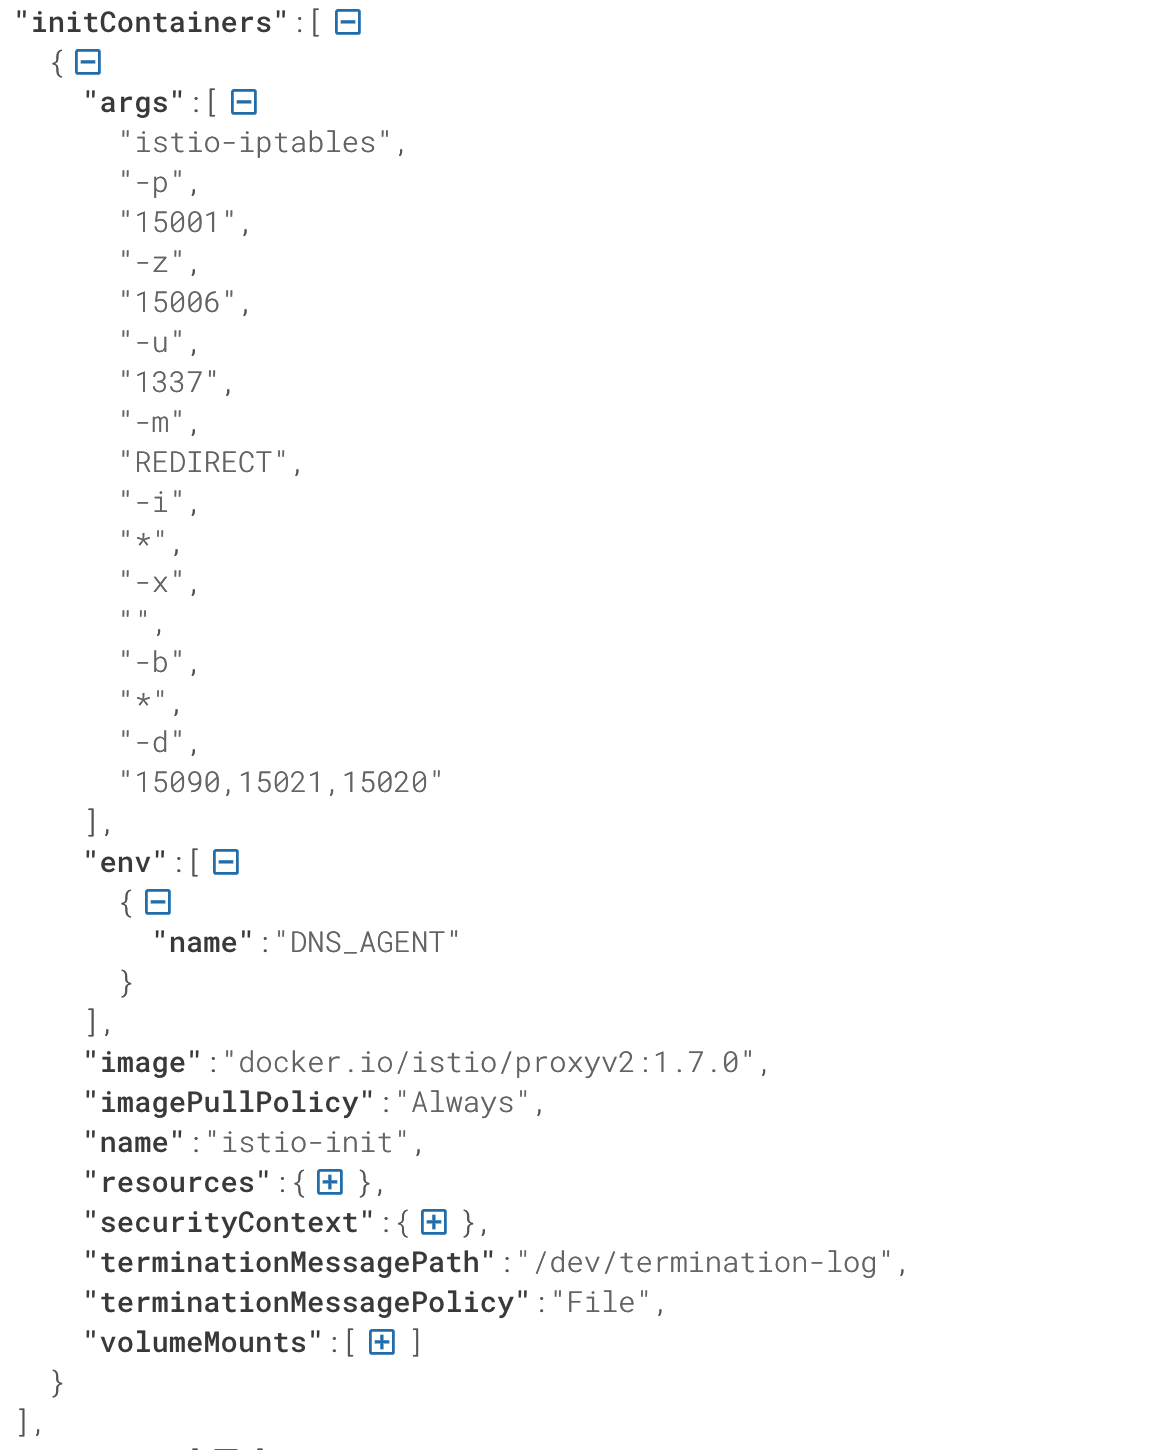 "initContainers":[
{
"args":[
"istio-iptables",
"-p",
"15001",
"-z",
"15006",
"-u",
"1337",
"-m",
"REDIRECT",
"-i",
"*",
"-x",
"",
"-b",
"*",
"-d",
"15090,15021,15020"
],
"env":[
{
"name":"DNS_AGENT"
}
],
"image":"docker.io/istio/proxyv2:1.7.0",
"imagePullPolicy":"Always",
"name":"istio-init",
"resources":{ },
"securityContext":{ },
"terminationMessagePath":"/dev/termination-log",
"terminationMessagePolicy":"File",
"volumeMounts":[ ]
}
],